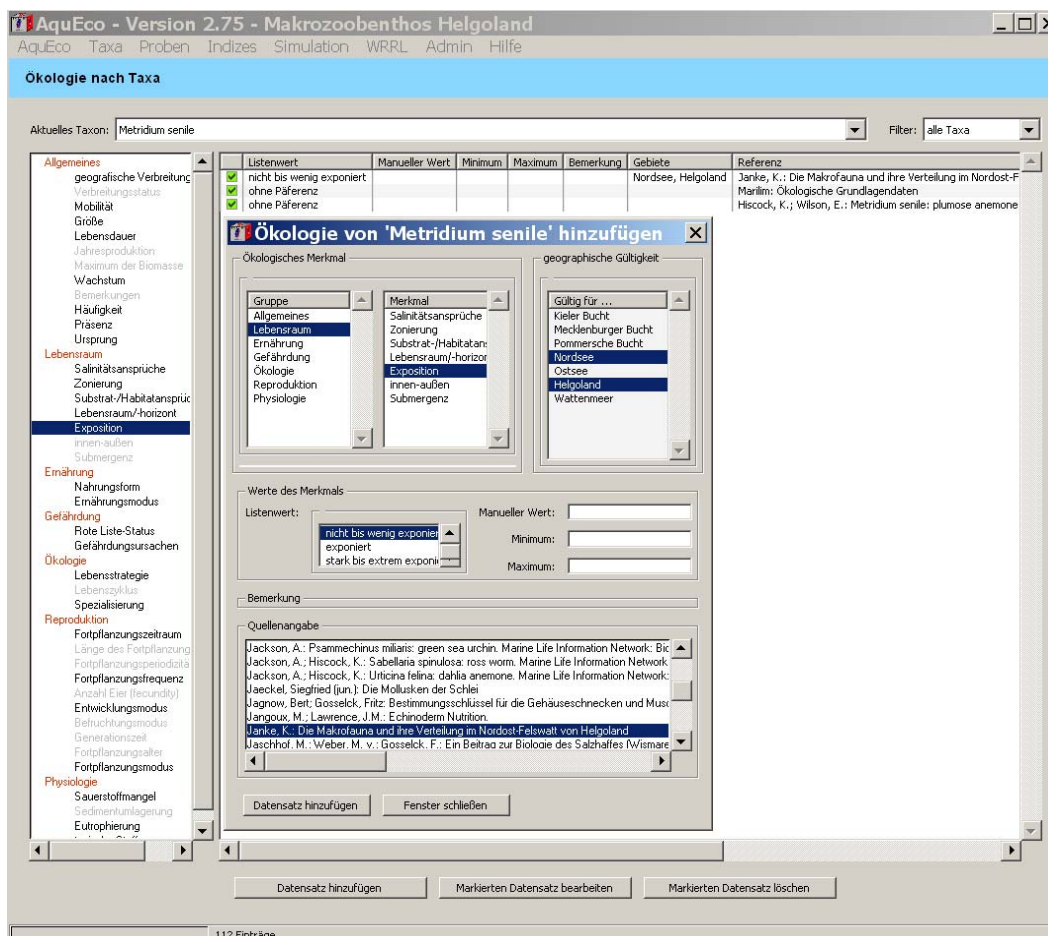 AquEco - Version 2.75 - Makrozoobenthos Helgoland
AquEco Taxa Proben Indizes Simulation WRRL Admin Hilfe
Ökologie nach Taxa
Aktuelles Taxon: Metridium senile Filter: alle Taxa
Allgemeines
geografische Verbreitung
Verbreitungsstatus
Mobilität
Größe
Lebensdauer
Jahresproduktion
Maximum der Biomasse
Wachstum
Bemerkungen
Häufigkeit
Präsenz
Ursprung
Lebensraum
Salinitätsansprüche
Zonierung
Substrat-/Habitatansprüc
Lebensraum/-horizont
Exposition
innen-außen
Submergenz
Ernährung
Nahrungsform
Ernährungsmodus
Gefährdung
Rote Liste-Status
Gefährdungsursachen
Ökologie
Lebensstrategie
Lebenszyklus
Spezialisierung
Reproduktion
Fortpflanzungszeitraum
Länge des Fortpflanzung
Fortpflanzungsperiodizitä
Fortpflanzungsfrequenz
Anzahl Eier (fecundity)
Entwicklungsmodus
Befruchtungsmodus
Generationszeit
Fortpflanzungsalter
Fortpflanzungsmodus
Physiologie
Sauerstoffmangel
Sedimentumlagerung
Eutrophierung
Listenwert Manueller Wert Minimum Maximum Bemerkung Gebiete Referenz
nicht bis wenig exponiert Nordsee, Helgoland Janke, K.: Die Makrofauna und ihre Verteilung im Nordost-F
ohne Päferenz Marilim: Ökologische Grundlagendaten
ohne Päferenz Hiscock, K.; Wilson, E.: Metridium senile: plumose anemone
Ökologie von 'Metridium senile' hinzufügen
Ökologisches Merkmal
Gruppe
Allgemeines
Lebensraum
Ernährung
Gefährdung
Ökologie
Reproduktion
Physiologie
Merkmal
Salinitätsansprüche
Zonierung
Substrat-/Habitatans
Lebensraum/-horizor
Exposition
innen-außen
Submergenz
geographische Gültigkeit
Gültig für ...
Kieler Bucht
Mecklenburger Bucht
Pommersche Bucht
Nordsee
Ostsee
Helgoland
Wattenmeer
Werte des Merkmals
Listenwert:
nicht bis wenig exponier
exponiert
stark bis extrem exponi
Manueller Wert:
Minimum:
Maximum:
Bemerkung
Quellenangabe
Jackson, A.: Psammechinus miliaris: green sea urchin. Marine Life Information Network: Bic
Jackson, A.; Hiscock, K.: Sabellaria spinulosa: ross worm. Marine Life Information Network
Jackson, A.; Hiscock, K.: Urticina felina: dahlia anemone. Marine Life Information Network:
Jaeckel, Siegfried (jun.): Die Mollusken der Schlei
Jagnow, Bert; Gosselck, Fritz: Bestimmungsschlüssel für die Gehäuseschnecken und Musc
Jangoux, M.; Lawrence, J.M.: Echinoderm Nutrition.
Janke, K.: Die Makrofauna und ihre Verteilung im Nordost-Felswatt von Helgoland
Jaschhof, M.; Weber, M. v.; Gosselck, F.: Ein Beitrag zur Biologie des Salzhaffes (Wismare
Datensatz hinzufügen Fenster schließen
Datensatz hinzufügen Markierten Datensatz bearbeiten Markierten Datensatz löschen
112 Einträge